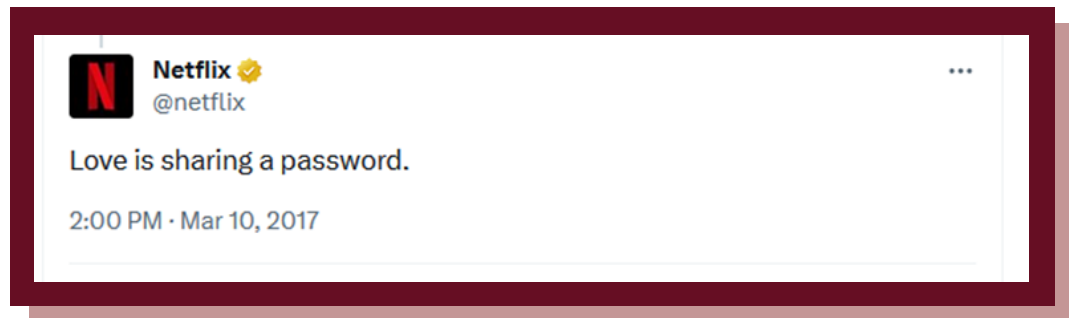 N
Netflix
@netflix
Love is sharing a password.
2:00 PM · Mar 10, 2017